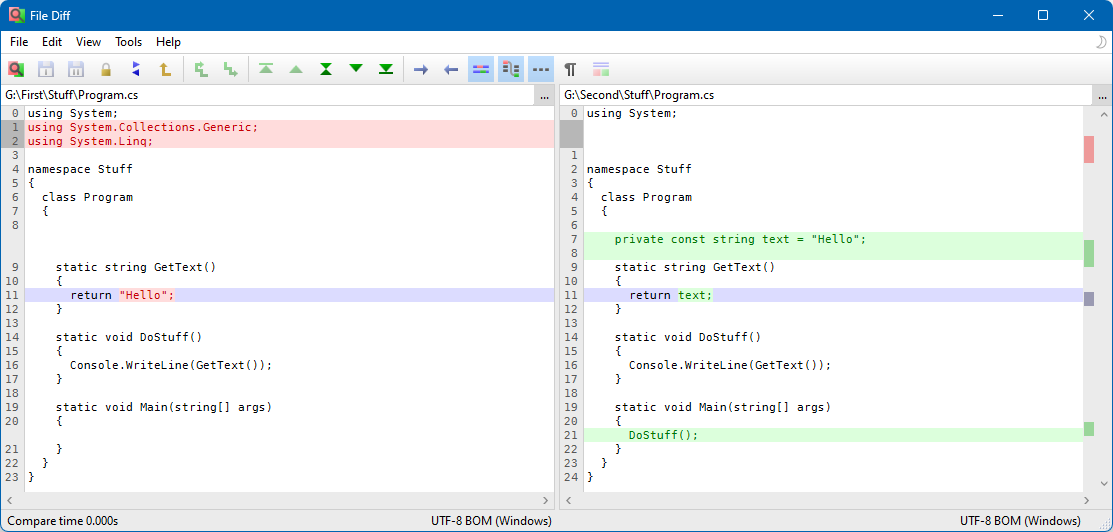 File Diff
File Edit View Tools Help
G:\First\Stuff\Program.cs ...
0 using System;
1 using System.Collections.Generic;
2 using System.Linq;
3
4 namespace Stuff
5 {
6 class Program
7 {
8
9 static string GetText()
10 {
11 return "Hello";
12 }
13
14 static void DoStuff()
15 {
16 Console.WriteLine(GetText());
17 }
18
19 static void Main(string[] args)
20 {
21 }
22 }
23 }
G:\Second\Stuff\Program.cs ...
0 using System;
1
2 namespace Stuff
3 {
4 class Program
5 {
6
7 private const string text = "Hello";
8
9 static string GetText()
10 {
11 return text;
12 }
13
14 static void DoStuff()
15 {
16 Console.WriteLine(GetText());
17 }
18
19 static void Main(string[] args)
20 {
21 DoStuff();
22 }
23 }
24 }
Compare time 0.000s
UTF-8 BOM (Windows)
UTF-8 BOM (Windows)